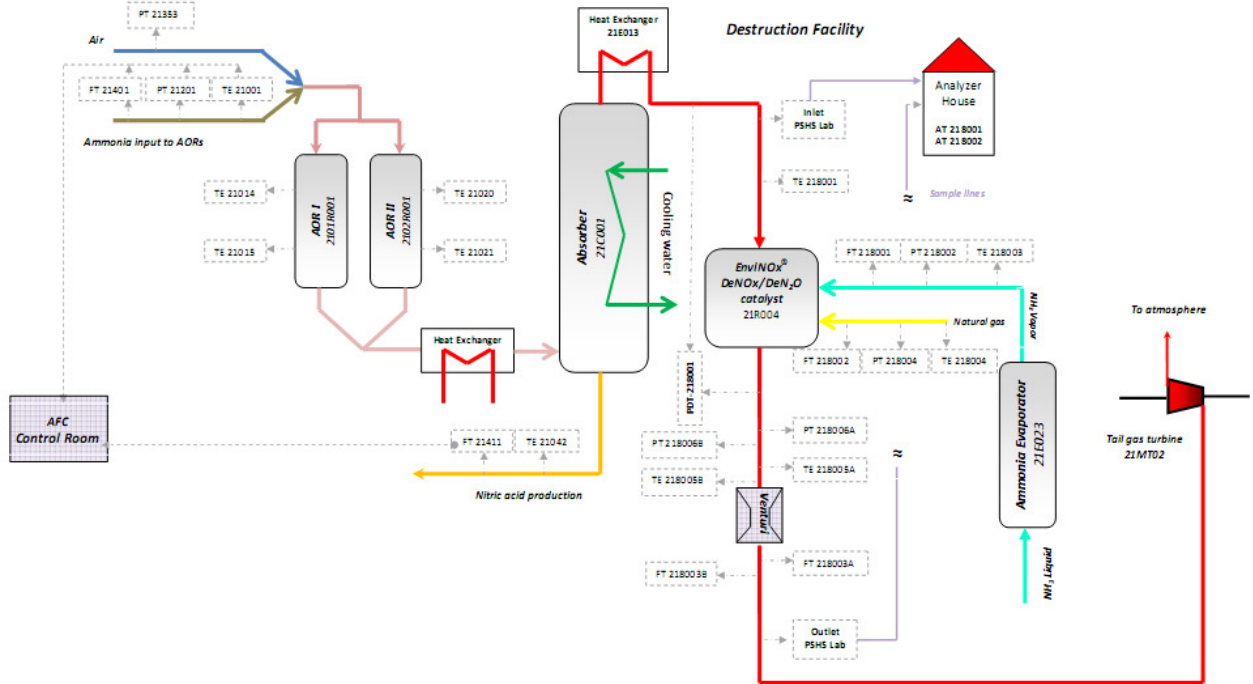 PT 21353
Heat Exchanger
21E013
Destruction Facility
Air
FT 21401
PT 21201
TE 21001
Ammonia input to AORs
Analyzer
House
AT 218001
AT 218002
Inlet
PSHS Lab
Sample lines
≈
TE 218001
AOR I
2101R001
AOR II
2102R001
TE 21014
TE 21020
TE 21015
TE 21021
Absorber
21C001
Cooling water
EnviNOx®
DeNOx/DeN₂O
catalyst
21R004
FT 218001
PT 218002
TE 218003
NH₃ Vapor
Natural gas
FT 218002
PT 218004
TE 218004
To atmosphere
Heat Exchanger
PDT-218001
Ammonia Evaporator
21E023
Tail gas turbine
21MT02
AFC
Control Room
FT 21411
TE 21042
Nitric acid production
PT 218006B
PT 218006A
TE 218005B
TE 218005A
≈
Venturi
FT 218003B
FT 218003A
NH₃ Liquid
Outlet
PSHS Lab